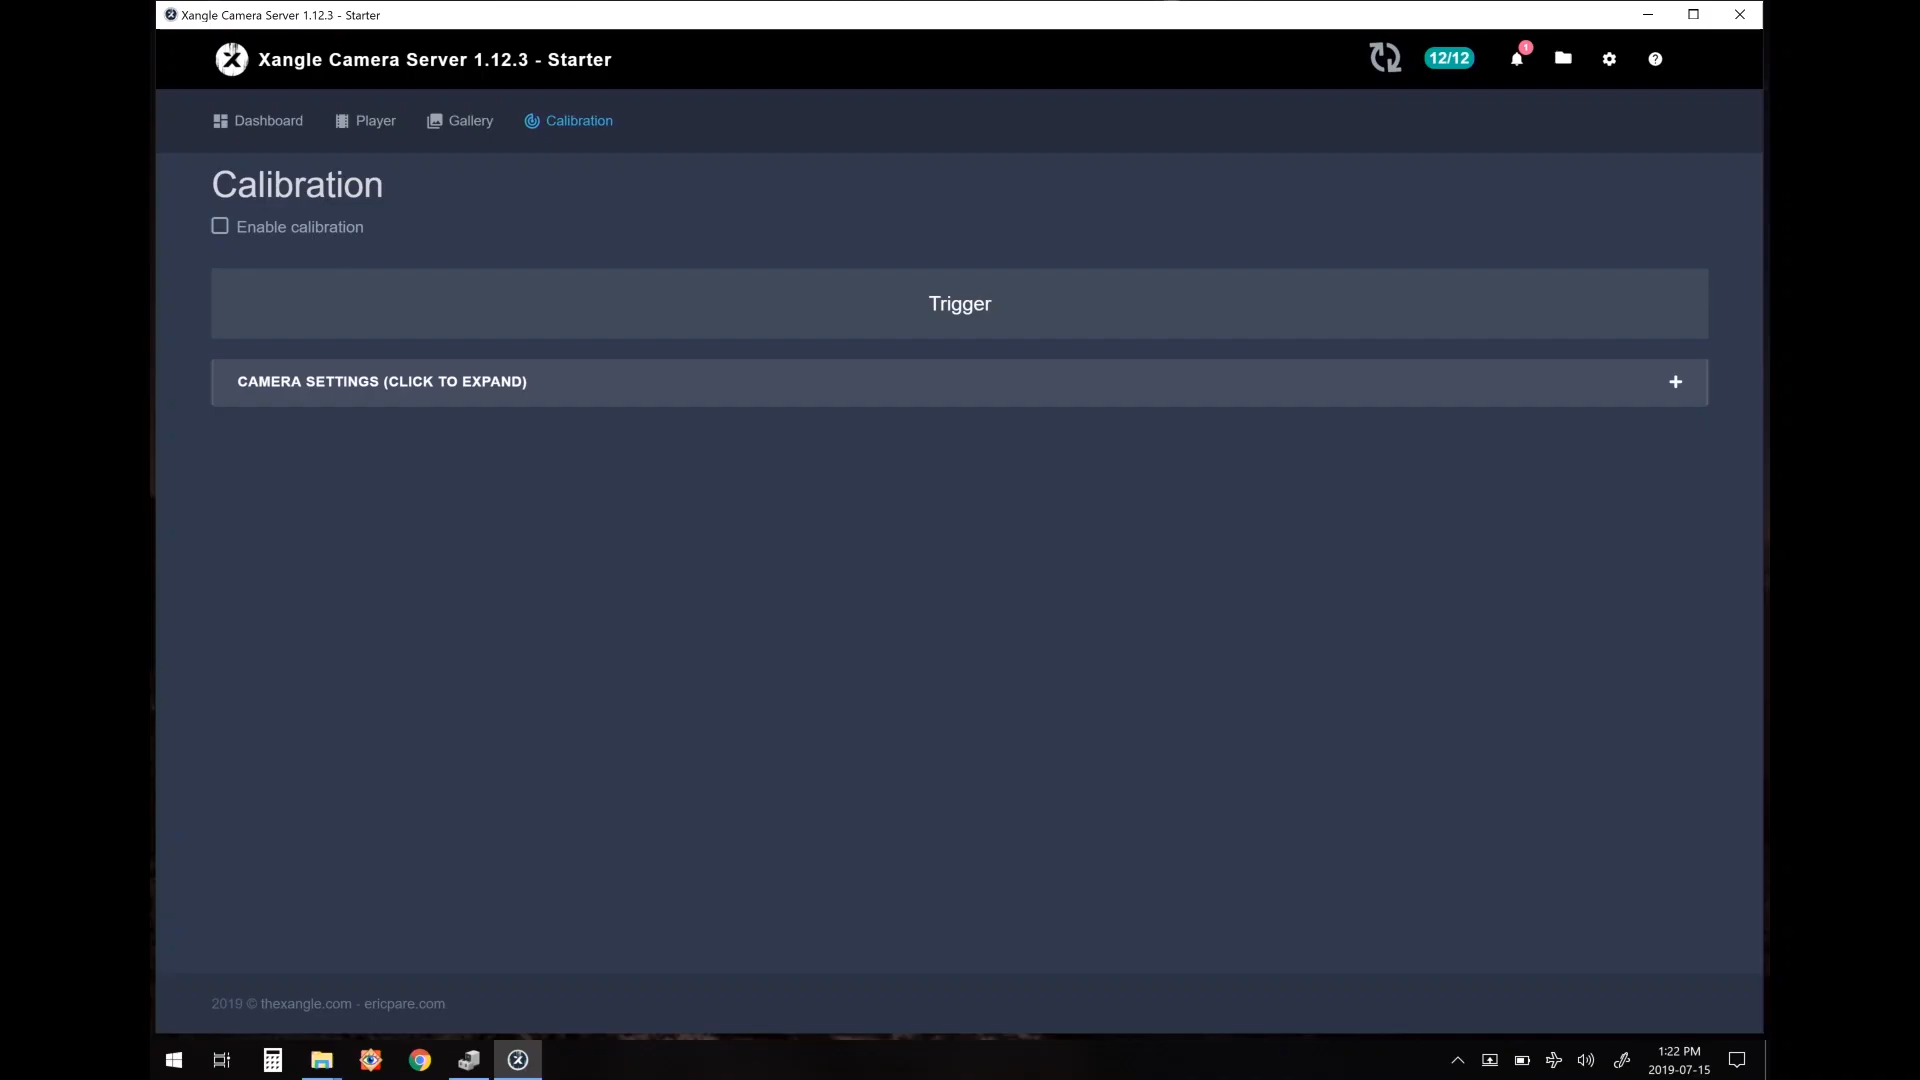 Xangle Camera Server 1.12.3 - Starter
Xangle Camera Server 1.12.3 - Starter
12/12
1
Dashboard
Player
Gallery
Calibration
Calibration
Enable calibration
Trigger
CAMERA SETTINGS (CLICK TO EXPAND)
2019 © thexangle.com - ericpare.com
1:22 PM
2019-07-15